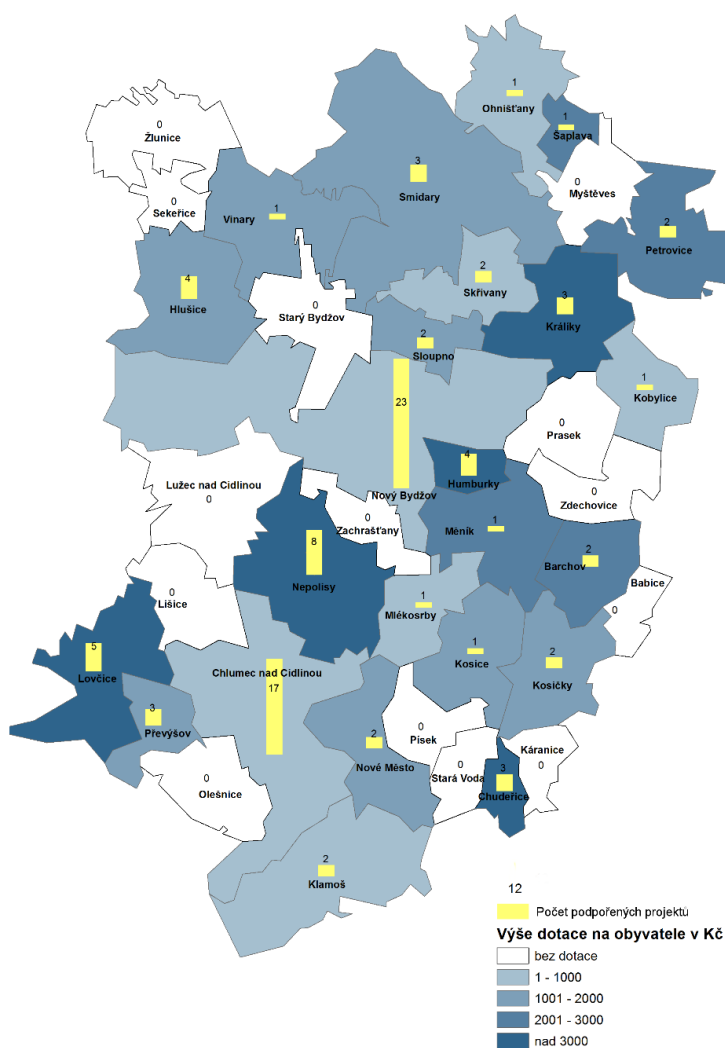 1
Ohnišťany
1
Šaplava
0
Žlunice
3
Smidary
0
Myštěves
0
Sekeřice
1
Vinary
2
Petrovice
2
Skřivany
4
Hlušice
0
Starý Bydžov
3
Králíky
2
Sloupno
1
Kobylice
23
Nový Bydžov
0
Prasek
4
Humburky
Lužec nad Cidlinou
0
0
Zdechovice
0
Zachrašťany
1
Měník
8
Nepolisy
2
Barchov
Babice
0
0
Lišice
1
Mlékosrby
1
Kosice
2
Kosičky
5
Lovčice
Chlumec nad Cidlinou
17
3
Převýšov
0
Písek
2
Nové Město
Káranice
0
0
Stará Voda
3
Chudeřice
0
Olešnice
2
Klamoš
12
Počet podpořených projektů
Výše dotace na obyvatele v Kč
bez dotace
1 - 1000
1001 - 2000
2001 - 3000
nad 3000